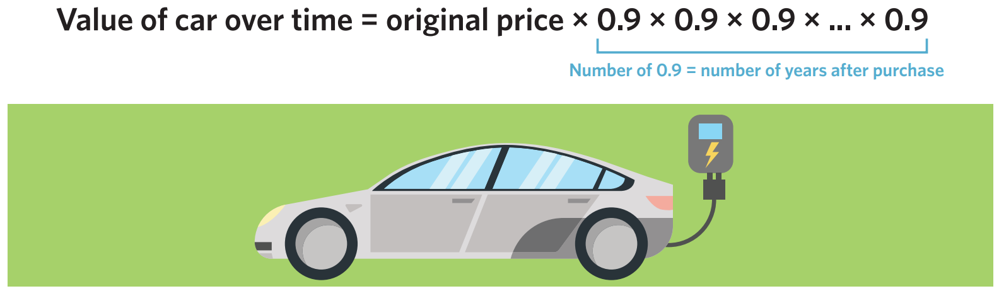 Value of car over time = original price × 0.9 × 0.9 × 0.9 × ... × 0.9
Number of 0.9 = number of years after purchase